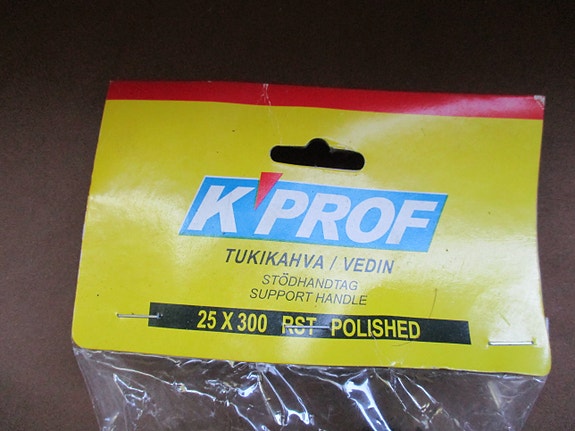 K'PROF
TUKIKAHVA / VEDIN
STÖDHANDTAG
SUPPORT HANDLE
25 X 300 RST POLISHED